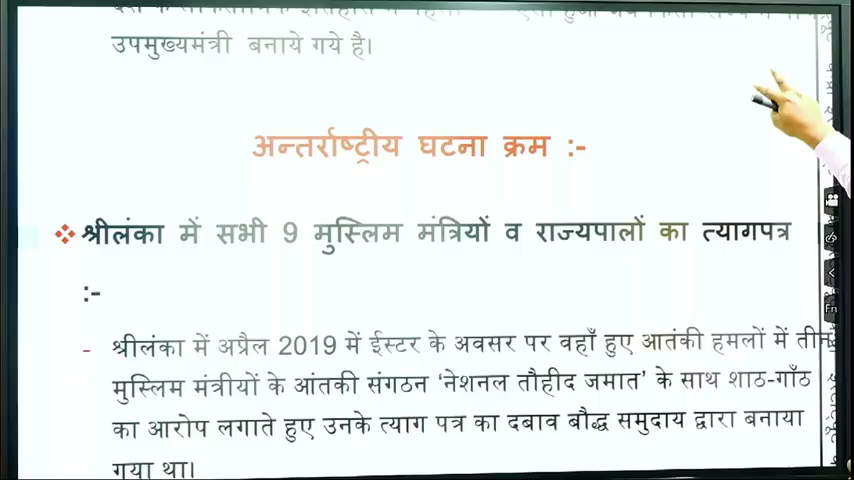 उपमुख्यमंत्री बनाये गये है।
अन्तर्राष्ट्रीय घटना क्रम :-
❖ श्रीलंका में सभी 9 मुस्लिम मंत्रियों व राज्यपालों का त्यागपत्र
:-
- श्रीलंका में अप्रैल 2019 में ईस्टर के अवसर पर वहाँ हुए आतंकी हमलों में तीन
मुस्लिम मंत्रीयों के आंतकी संगठन ‘नेशनल तौहीद जमात’ के साथ शाठ-गाँठ
का आरोप लगाते हुए उनके त्याग पत्र का दबाव बौद्ध समुदाय द्वारा बनाया
गया था।
Fn